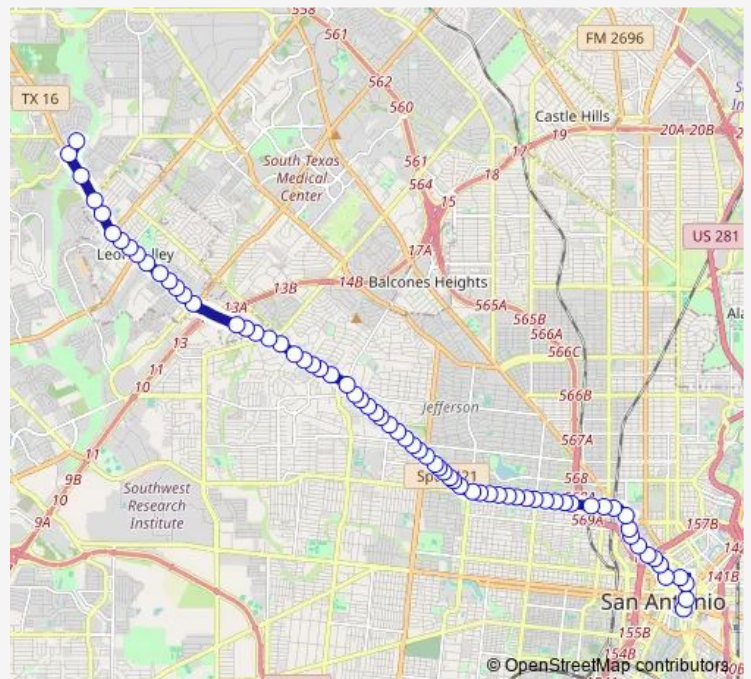 558
561
FM 2696
562
TX 16
560
Castle Hills
20A 20B
19
17
South Texas
Medical
Center
561
18
564
15
US 281
17A
Leon Valley
13B
14B
Balcones Heights
13A
565A
565B
566A
13
566C
11
10
566B
Jefferson
567A
11
568
9B
Southwest
Research
Institute
10
569A
157B
9A
141B
San Antonio
155B
© OpenStreetMap contributors